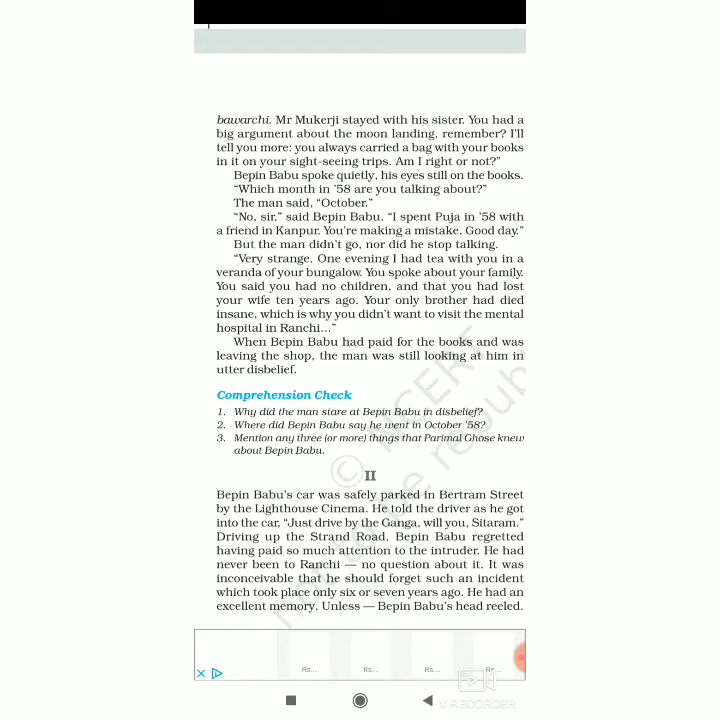 bawarchi. Mr Mukerji stayed with his sister. You had a
big argument about the moon landing, remember? I'll
tell you more: you always carried a bag with your books
in it on your sight-seeing trips. Am I right or not?"
Bepin Babu spoke quietly, his eyes still on the books.
"Which month in '58 are you talking about?"
The man said, "October."
"No, sir," said Bepin Babu. "I spent Puja in '58 with
a friend in Kanpur. You're making a mistake. Good day."
But the man didn't go, nor did he stop talking.
"Very strange. One evening I had tea with you in a
veranda of your bungalow. You spoke about your family.
You said you had no children, and that you had lost
your wife ten years ago. Your only brother had died
insane, which is why you didn't want to visit the mental
hospital in Ranchi..."
When Bepin Babu had paid for the books and was
leaving the shop, the man was still looking at him in
utter disbelief.
Comprehension Check
1. Why did the man stare at Bepin Babu in disbelief?
2. Where did Bepin Babu say he went in October '58?
3. Mention any three (or more) things that Parimal Ghose knew
about Bepin Babu.
II
Bepin Babu's car was safely parked in Bertram Street
by the Lighthouse Cinema. He told the driver as he got
into the car, "Just drive by the Ganga, will you, Sitaram."
Driving up the Strand Road, Bepin Babu regretted
having paid so much attention to the intruder. He had
never been to Ranchi — no question about it. It was
inconceivable that he should forget such an incident
which took place only six or seven years ago. He had an
excellent memory. Unless — Bepin Babu's head reeled.
© NCERT
not to be republ
Rs... Rs... Rs... Rs...
V RECORDER